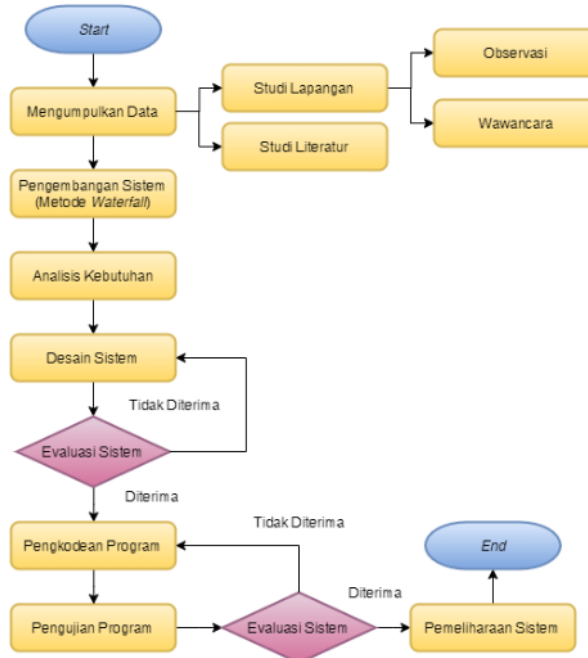 Start
Mengumpulkan Data
Studi Lapangan
Observasi
Wawancara
Studi Literatur
Pengembangan Sistem
(Metode Waterfall)
Analisis Kebutuhan
Desain Sistem
Tidak Diterima
Evaluasi Sistem
Diterima
Pengkodean Program
Tidak Diterima
End
Pengujian Program
Evaluasi Sistem
Diterima
Pemeliharaan Sistem